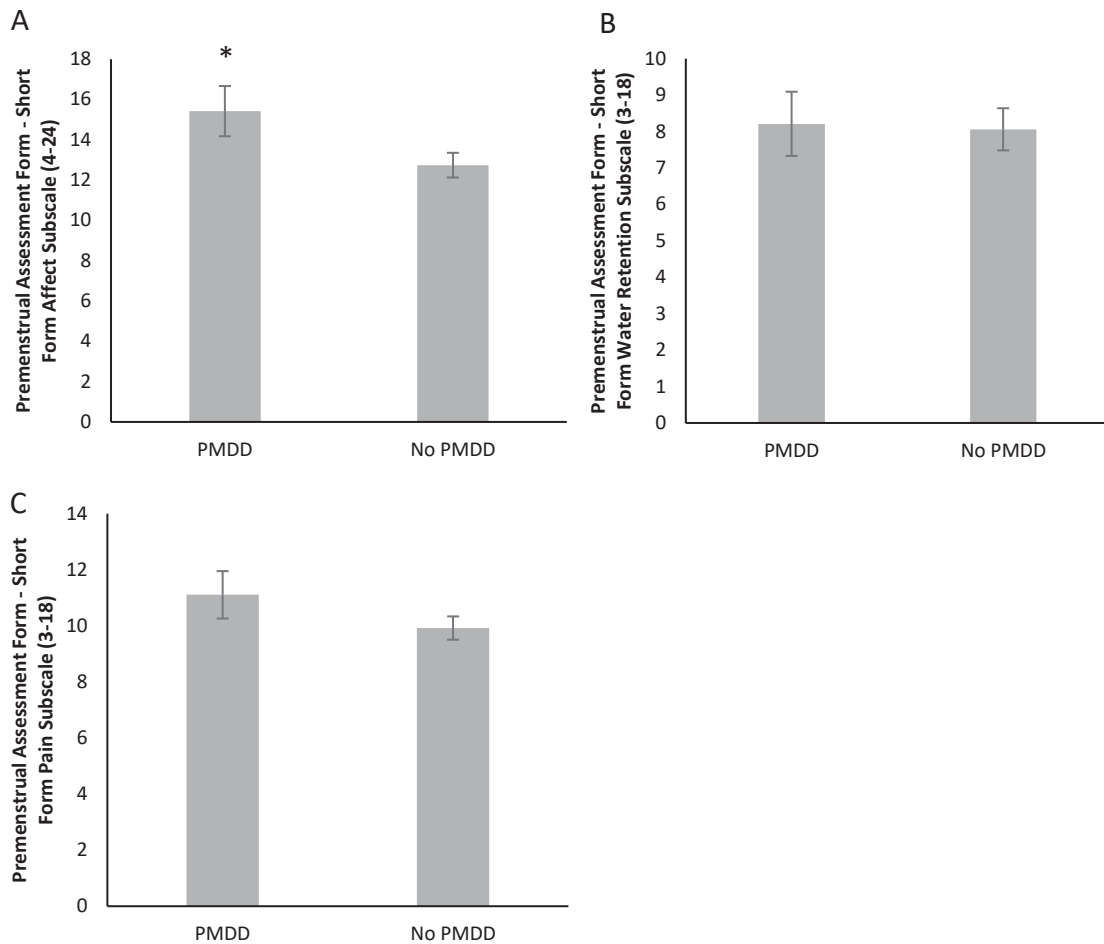 A
Premenstrual Assessment Form - Short
Form Affect Subscale (4-24)
18
16
14
12
10
8
6
4
2
0
*
PMDD
No PMDD
B
Premenstrual Assessment Form - Short
Form Water Retention Subscale (3-18)
10
9
8
7
6
5
4
3
2
1
0
PMDD
No PMDD
C
Premenstrual Assessment Form - Short
Form Pain Subscale (3-18)
14
12
10
8
6
4
2
0
PMDD
No PMDD